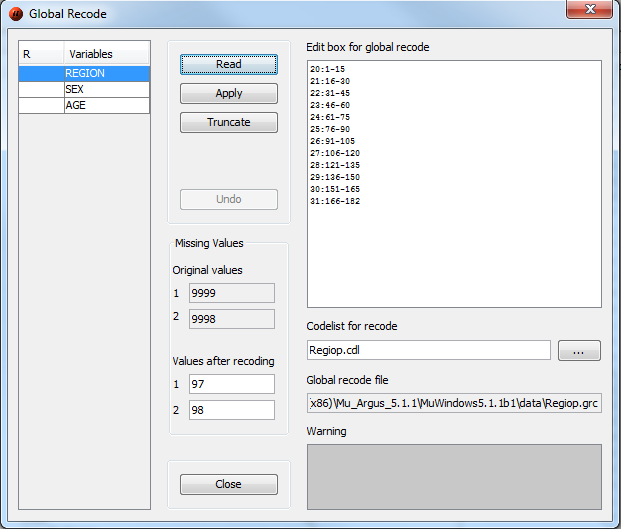 Global Recode
R Variables
REGION
SEX
AGE
Read
Apply
Truncate
Undo
Missing Values
Original values
1 9999
2 9998
Values after recoding
1 97
2 98
Close
Edit box for global recode
20:1-15
21:16-30
22:31-45
23:46-60
24:61-75
25:76-90
26:91-105
27:106-120
28:121-135
29:136-150
30:151-165
31:166-182
Codelist for recode
Regiop.cdl
...
Global recode file
x86)\Mu_Argus_5.1.1\MuWindows5.1.1b1\data\Regiop.grc
Warning